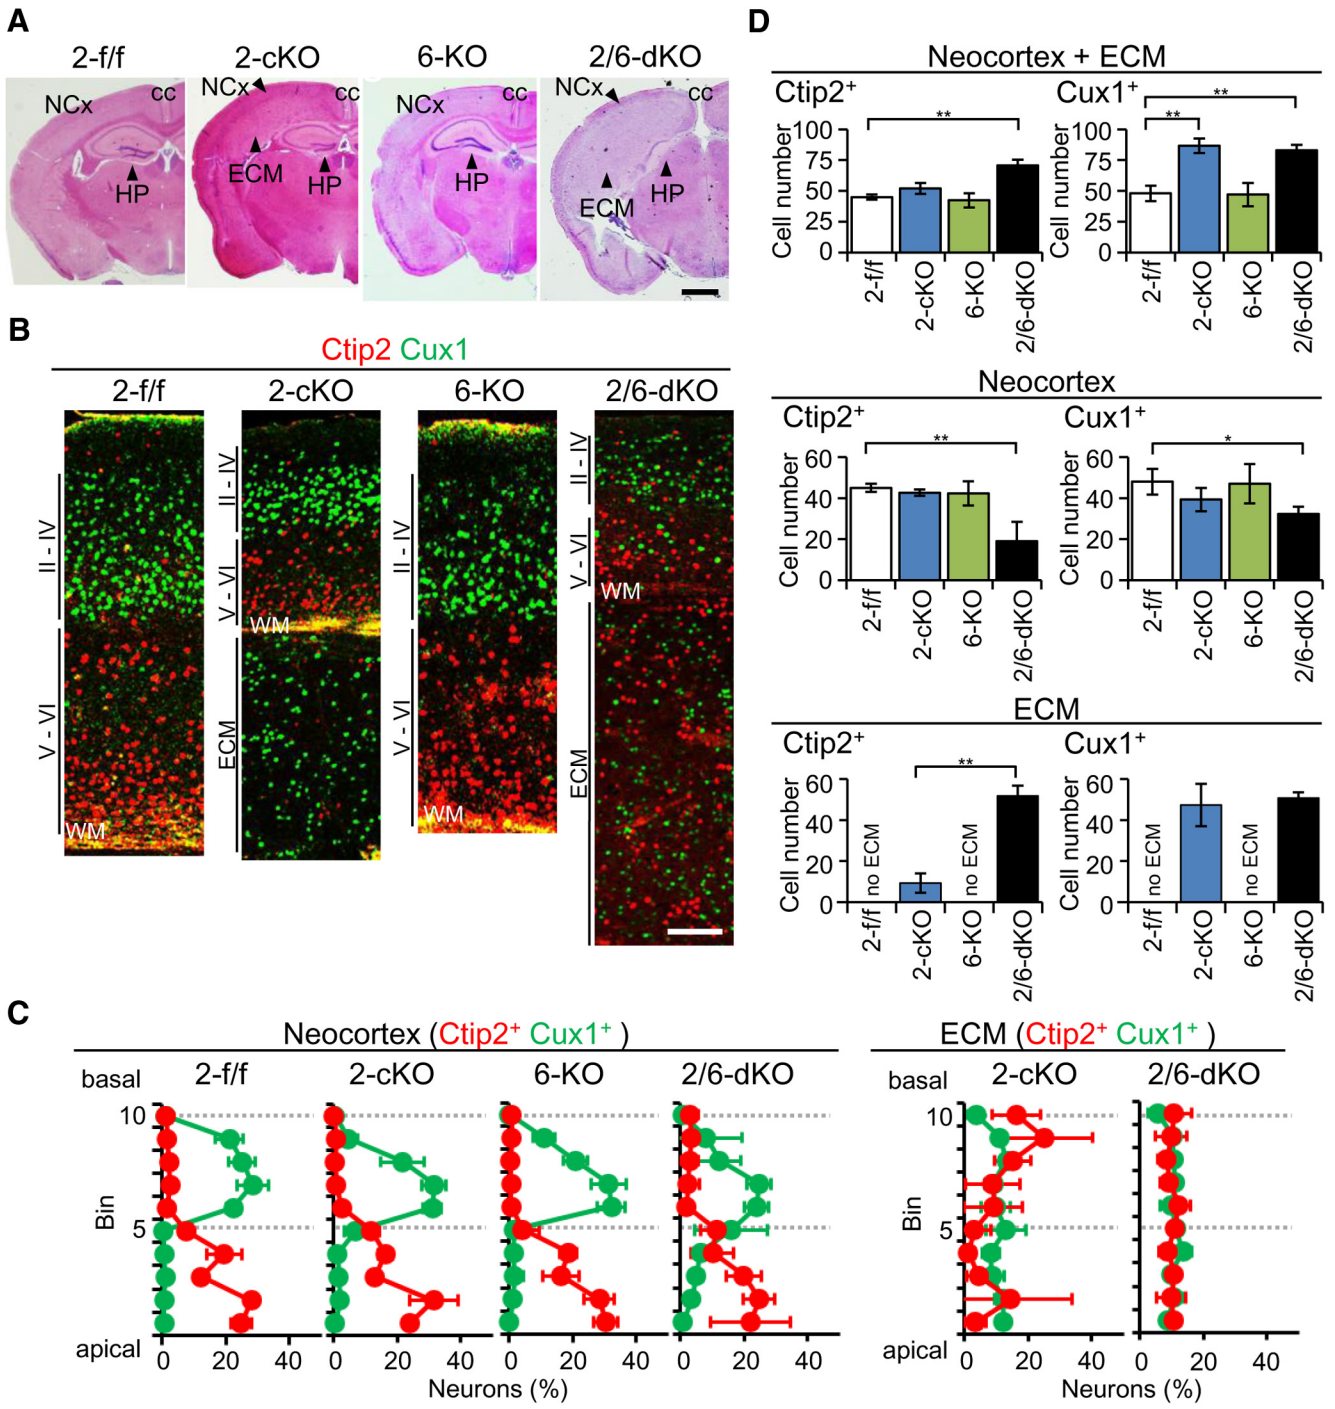 A
2-f/f 2-cKO 6-KO 2/6-dKO
NCx cc NCx cc NCx cc NCx cc
HP ECM HP HP ECM HP
B
Ctip2 Cux1
2-f/f 2-cKO 6-KO 2/6-dKO
II - IV II - IV II - IV II - IV
V - VI V - VI V - VI V - VI
WM WM WM WM
ECM ECM
C
Neocortex (Ctip2+ Cux1+ )
2-f/f 2-cKO 6-KO 2/6-dKO
basal
10
Bin
5
apical
0 20 40 0 20 40 0 20 40 0 20 40
Neurons (%)
ECM (Ctip2+ Cux1+ )
2-cKO 2/6-dKO
basal
10
Bin
5
apical
0 20 40 0 20 40
Neurons (%)
D
Neocortex + ECM
Ctip2+
**
Cell number
100
75
50
25
0
2-f/f 2-cKO 6-KO 2/6-dKO
Cux1+
**
**
Cell number
100
75
50
25
0
2-f/f 2-cKO 6-KO 2/6-dKO
Neocortex
Ctip2+
**
Cell number
60
40
20
0
2-f/f 2-cKO 6-KO 2/6-dKO
Cux1+
*
Cell number
60
40
20
0
2-f/f 2-cKO 6-KO 2/6-dKO
ECM
Ctip2+
**
Cell number
60
40
20
0
no ECM no ECM
2-f/f 2-cKO 6-KO 2/6-dKO
Cux1+
Cell number
60
40
20
0
no ECM no ECM
2-f/f 2-cKO 6-KO 2/6-dKO